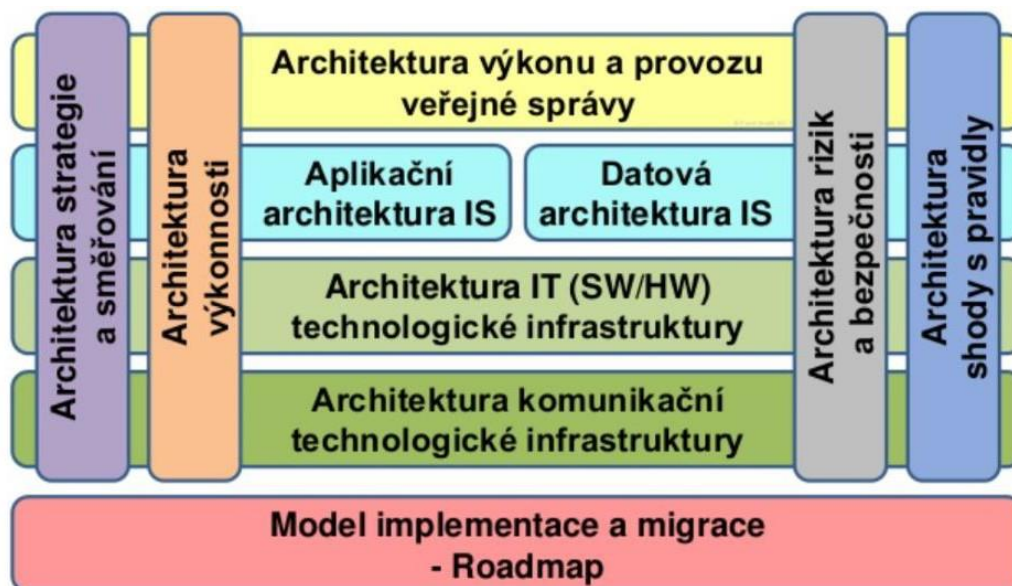 Architektura strategie
a směřování
Architektura
výkonnosti
Architektura výkonu a provozu
veřejné správy
Aplikační
architektura IS
Datová
architektura IS
Architektura IT (SW/HW)
technologické infrastruktury
Architektura komunikační
technologické infrastruktury
Architektura rizik
a bezpečnosti
Architektura
shody s pravidly
Model implementace a migrace
- Roadmap